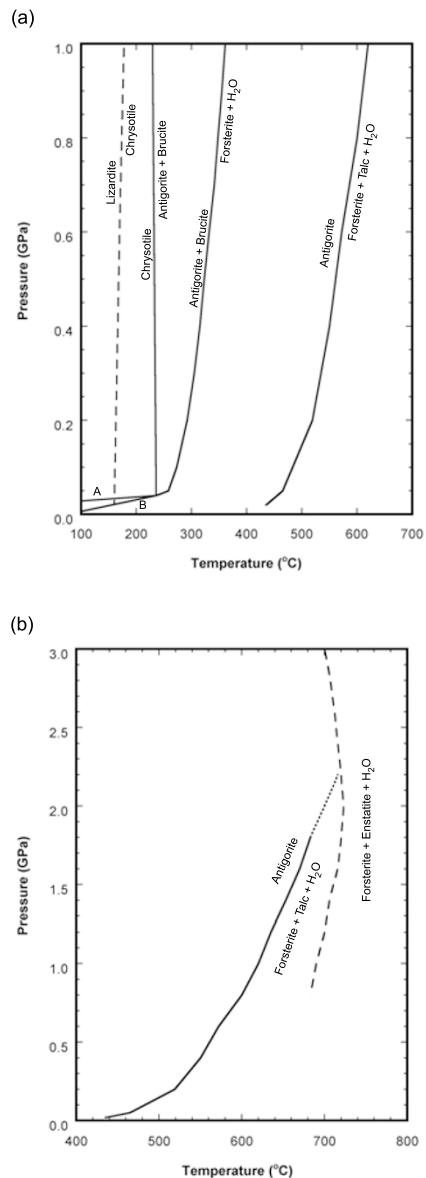 (a)
1.0
0.8
0.6
0.4
0.2
0.0
Pressure (GPa)
Lizardite
Chrysotile
Chrysotile
Antigorite + Brucite
Antigorite + Brucite
Forsterite + H₂O
Antigorite
Forsterite + Talc + H₂O
A
B
100 200 300 400 500 600 700
Temperature (°C)
(b)
3.0
2.5
2.0
1.5
1.0
0.5
0.0
Pressure (GPa)
Antigorite
Forsterite + Talc + H₂O
Forsterite + Enstatite + H₂O
400 500 600 700 800
Temperature (°C)